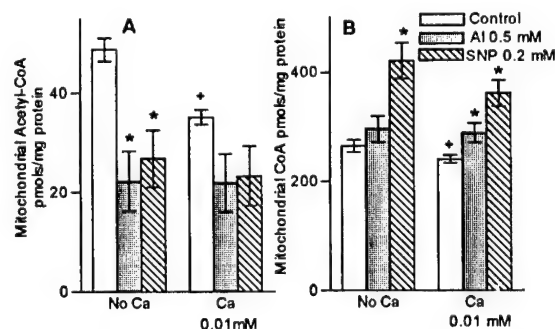 A
B
Control
Al 0.5 mM
SNP 0.2 mM
Mitochondrial Acetyl-CoA
pmols/mg protein
40
20
0
+
*
*
No Ca
Ca
0.01mM
Mitochondrial CoA pmols/mg protein
400
200
0
*
+
*
*
No Ca
Ca
0.01 mM